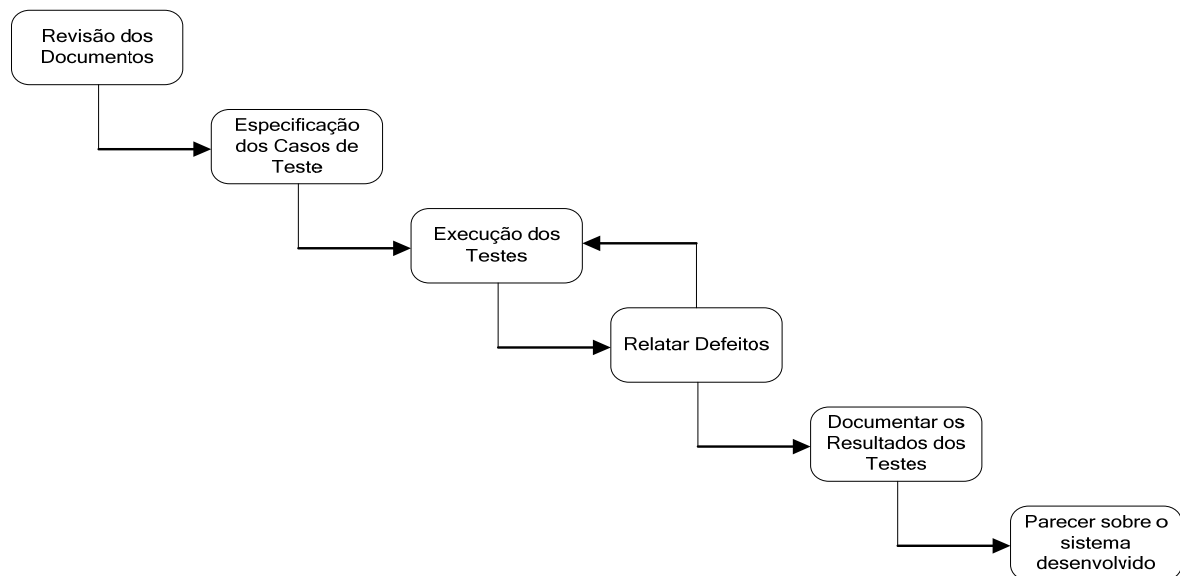 Revisão dos
Documentos
Especificação
dos Casos de
Teste
Execução dos
Testes
Relatar Defeitos
Documentar os
Resultados dos
Testes
Parecer sobre o
sistema
desenvolvido